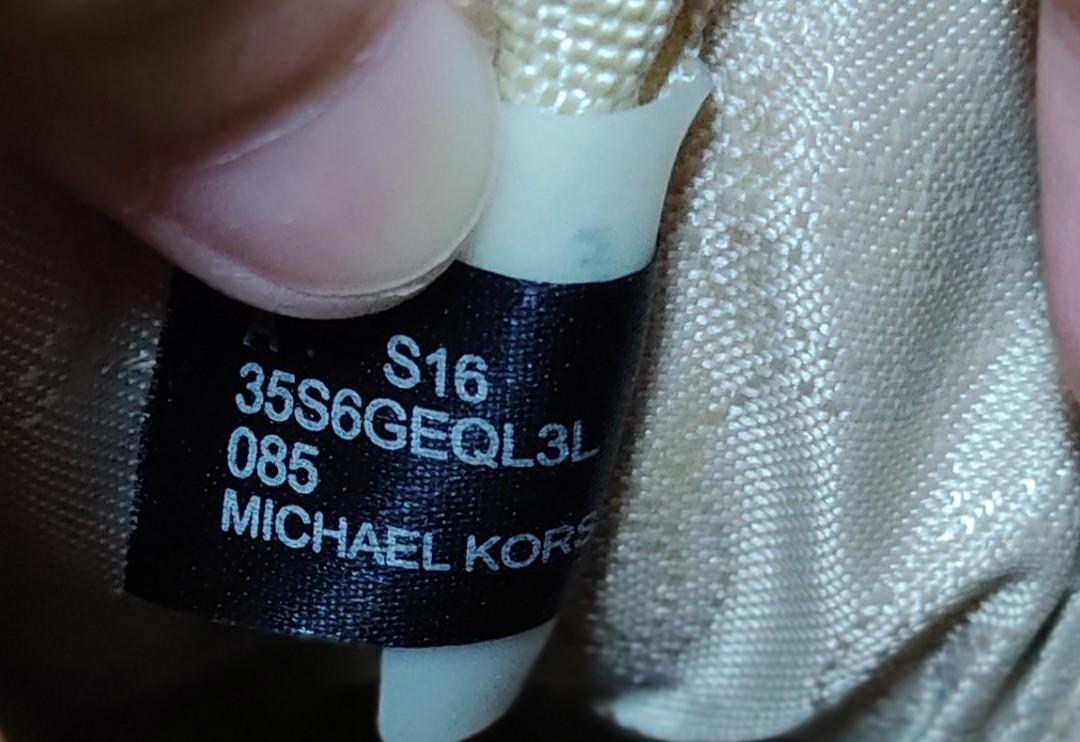 S16
35S6GEQL3L
085
MICHAEL KORS